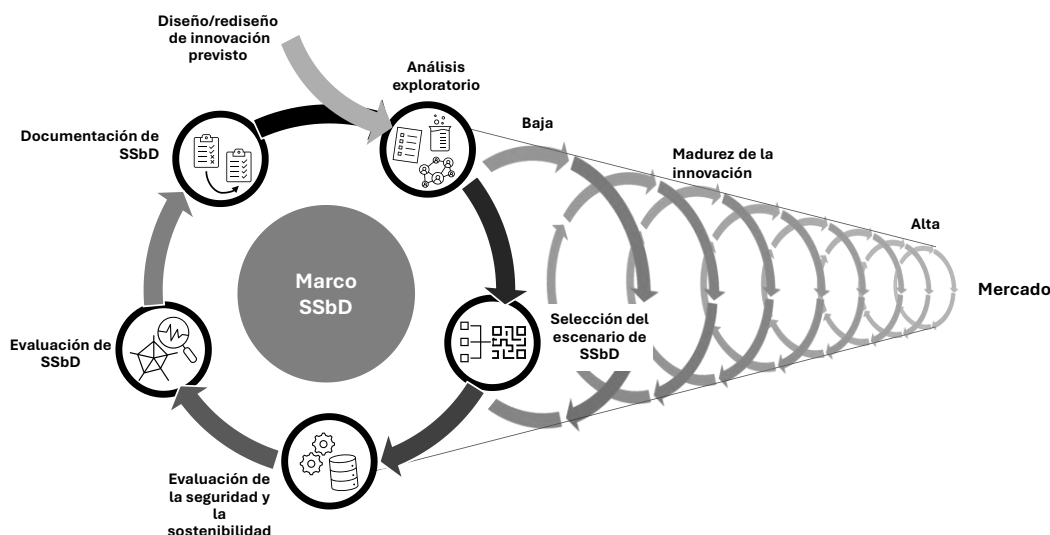 Diseño/rediseño
de innovación
previsto
Análisis
exploratorio
Documentación de
SSbD
Baja
Madurez de la
innovación
Alta
Mercado
Marco
SSbD
Selección del
escenario de
SSbD
Evaluación de
SSbD
Evaluación de
la seguridad y
la
sostenibilidad